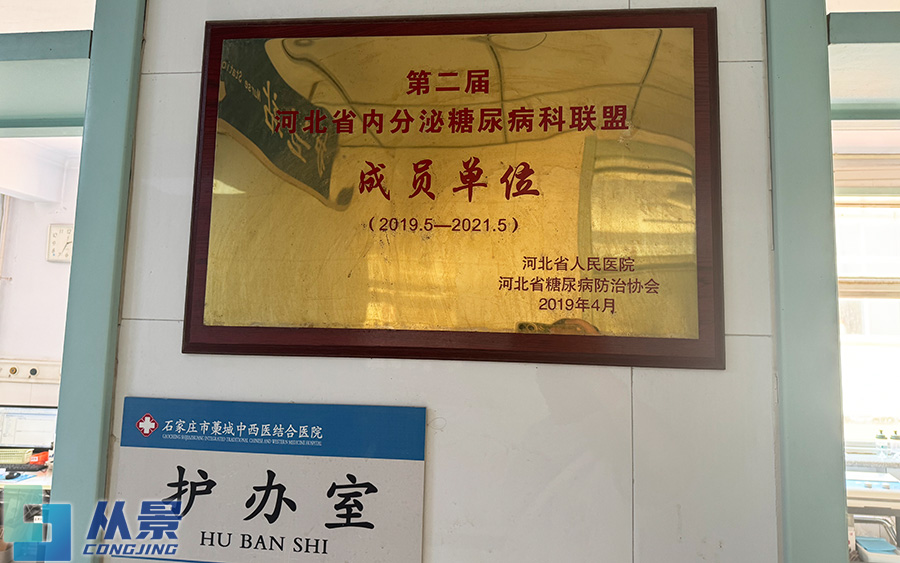 第二届
河北省内分泌糖尿病科联盟
成员单位
（2019.5—2021.5）
河北省人民医院
河北省糖尿病防治协会
2019年4月
石家庄市藁城中西医结合医院
护办室
HU BAN SHI
从景
CONGJING